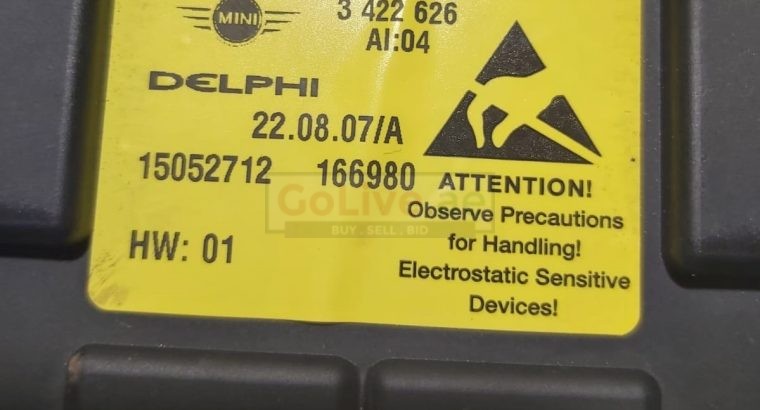 MINI
3 422 626
AI:04
DELPHI
22.08.07/A
15052712 166980
HW: 01
ATTENTION!
Observe Precautions
for Handling!
Electrostatic Sensitive
Devices!
GoLive.ae
BUY . SELL . BID